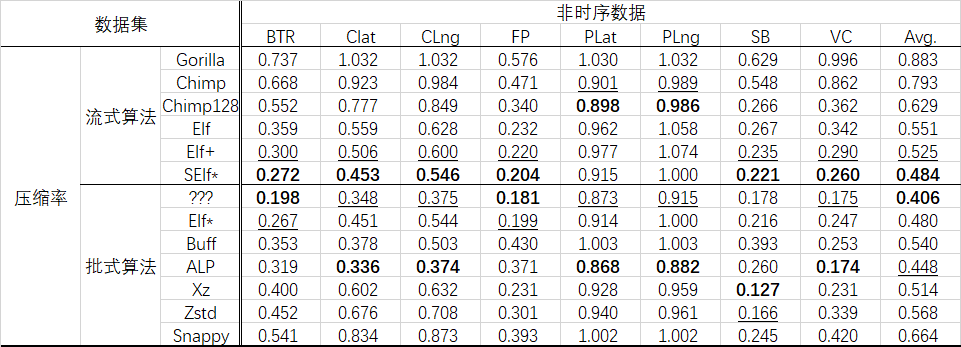 数据集 非时序数据
BTR Clat CLng FP PLat PLng SB VC Avg.
压缩率 流式算法 Gorilla 0.737 1.032 1.032 0.576 1.030 1.032 0.629 0.996 0.883
Chimp 0.668 0.923 0.984 0.471 0.901 0.989 0.548 0.862 0.793
Chimp128 0.552 0.777 0.849 0.340 0.898 0.986 0.266 0.362 0.629
Elf 0.359 0.559 0.628 0.232 0.962 1.058 0.267 0.342 0.551
Elf+ 0.300 0.506 0.600 0.220 0.977 1.074 0.235 0.290 0.525
SElf* 0.272 0.453 0.546 0.204 0.915 1.000 0.221 0.260 0.484
批式算法 ??? 0.198 0.348 0.375 0.181 0.873 0.915 0.178 0.175 0.406
Elf* 0.267 0.451 0.544 0.199 0.914 1.000 0.216 0.247 0.480
Buff 0.353 0.378 0.503 0.430 1.003 1.003 0.393 0.253 0.540
ALP 0.319 0.336 0.374 0.371 0.868 0.882 0.260 0.174 0.448
Xz 0.400 0.602 0.632 0.231 0.928 0.959 0.127 0.231 0.514
Zstd 0.452 0.676 0.708 0.301 0.940 0.961 0.166 0.339 0.568
Snappy 0.541 0.834 0.873 0.393 1.002 1.002 0.245 0.420 0.664